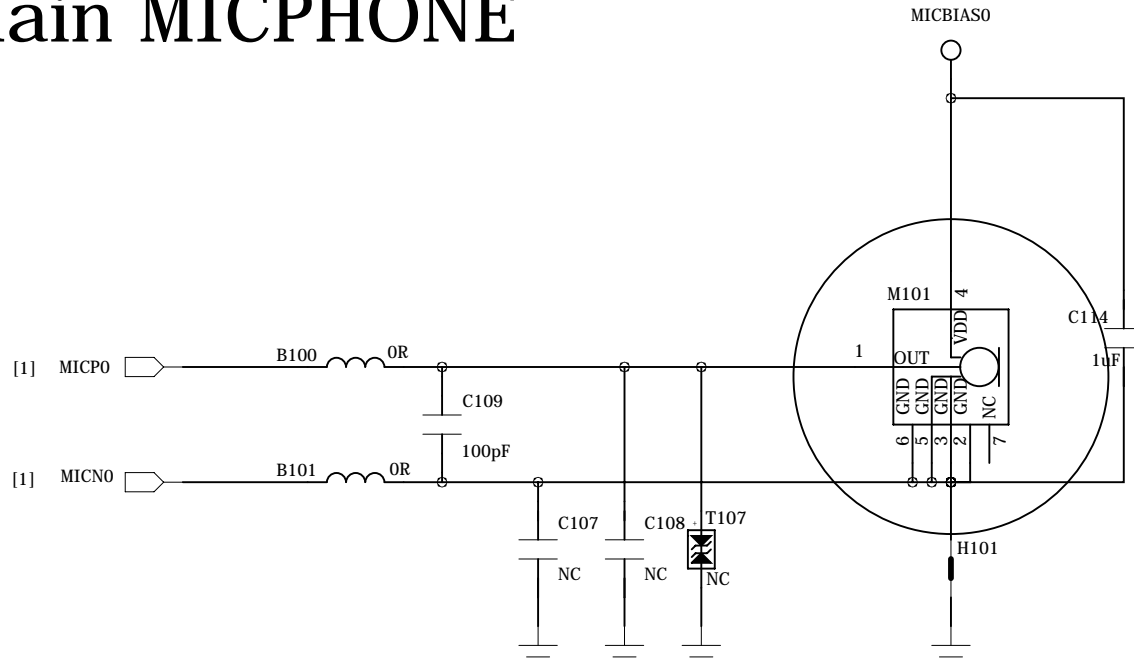 ain MICPHONE
MICBIAS0
M101
4
VDD
C114
1uF
[1] MICP0
B100
0R
1
OUT
GND
GND
GND
GND
NC
6
5
3
2
7
C109
100pF
[1] MICN0
B101
0R
C107
NC
C108
NC
+
T107
NC
H101